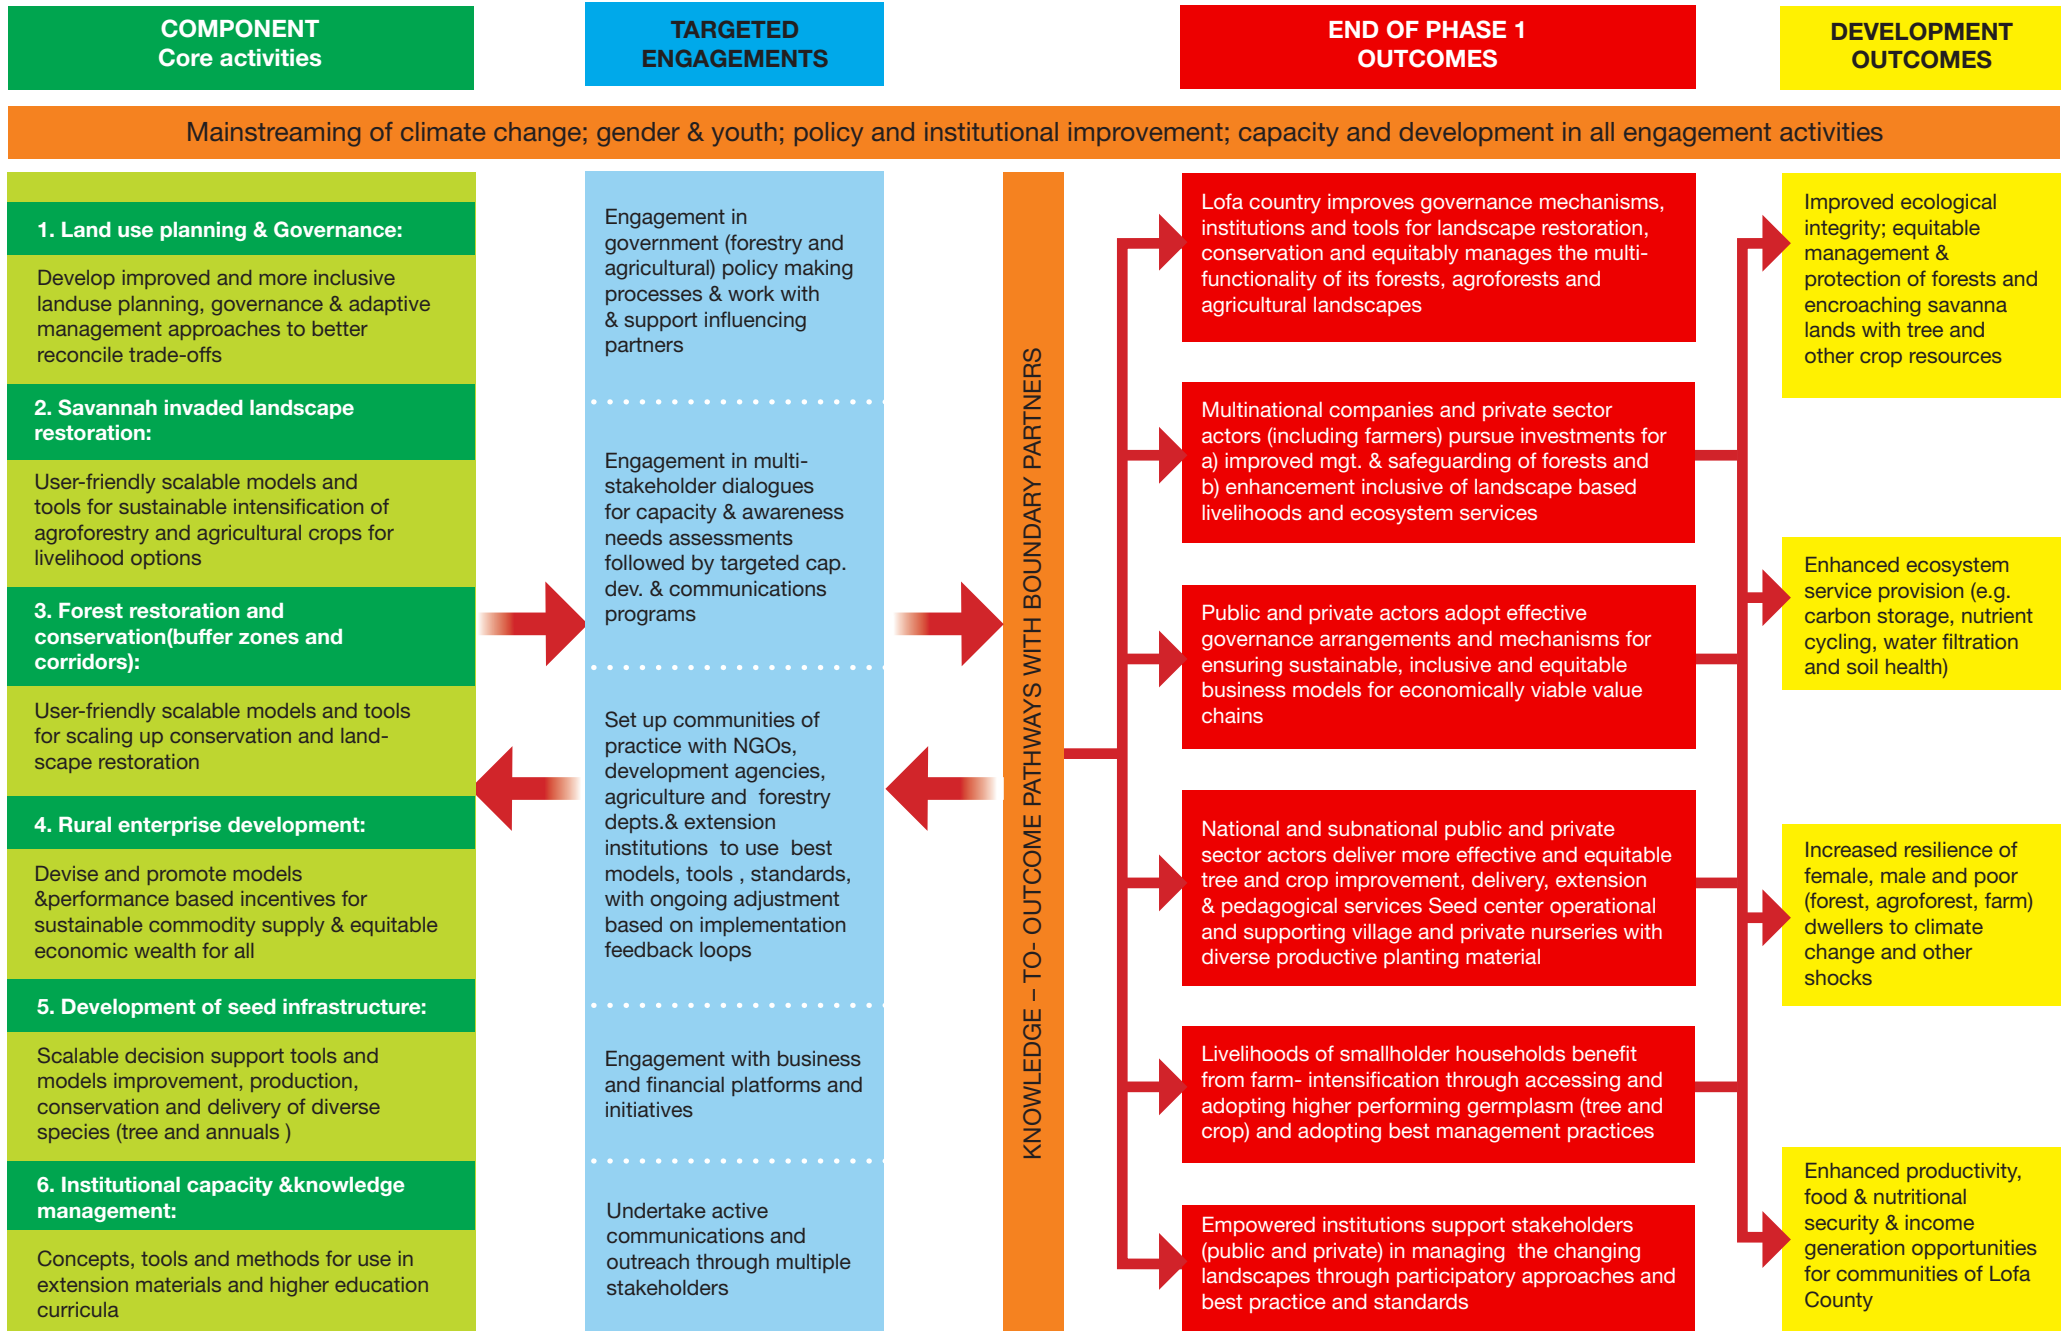 COMPONENT
Core activities
TARGETED
ENGAGEMENTS
END OF PHASE 1
OUTCOMES
DEVELOPMENT
OUTCOMES
Mainstreaming of climate change; gender & youth; policy and institutional improvement; capacity and development in all engagement activities
1. Land use planning & Governance:
Develop improved and more inclusive
landuse planning, governance & adaptive
management approaches to better
reconcile trade-offs
2. Savannah invaded landscape
restoration:
User-friendly scalable models and
tools for sustainable intensification of
agroforestry and agricultural crops for
livelihood options
3. Forest restoration and
conservation(buffer zones and
corridors):
User-friendly scalable models and tools
for scaling up conservation and land-
scape restoration
4. Rural enterprise development:
Devise and promote models
&performance based incentives for
sustainable commodity supply & equitable
economic wealth for all
5. Development of seed infrastructure:
Scalable decision support tools and
models improvement, production,
conservation and delivery of diverse
species (tree and annuals )
6. Institutional capacity &knowledge
management:
Concepts, tools and methods for use in
extension materials and higher education
curricula
Engagement in
government (forestry and
agricultural) policy making
processes & work with
& support influencing
partners
Engagement in multi-
stakeholder dialogues
for capacity & awareness
needs assessments
followed by targeted cap.
dev. & communications
programs
Set up communities of
practice with NGOs,
development agencies,
agriculture and forestry
depts.& extension
institutions to use best
models, tools , standards,
with ongoing adjustment
based on implementation
feedback loops
Engagement with business
and financial platforms and
initiatives
Undertake active
communications and
outreach through multiple
stakeholders
KNOWLEDGE – TO- OUTCOME PATHWAYS WITH BOUNDARY PARTNERS
Lofa country improves governance mechanisms,
institutions and tools for landscape restoration,
conservation and equitably manages the multi-
functionality of its forests, agroforests and
agricultural landscapes
Multinational companies and private sector
actors (including farmers) pursue investments for
a) improved mgt. & safeguarding of forests and
b) enhancement inclusive of landscape based
livelihoods and ecosystem services
Public and private actors adopt effective
governance arrangements and mechanisms for
ensuring sustainable, inclusive and equitable
business models for economically viable value
chains
National and subnational public and private
sector actors deliver more effective and equitable
tree and crop improvement, delivery, extension
& pedagogical services Seed center operational
and supporting village and private nurseries with
diverse productive planting material
Livelihoods of smallholder households benefit
from farm- intensification through accessing and
adopting higher performing germplasm (tree and
crop) and adopting best management practices
Empowered institutions support stakeholders
(public and private) in managing the changing
landscapes through participatory approaches and
best practice and standards
Improved ecological
integrity; equitable
management &
protection of forests and
encroaching savanna
lands with tree and
other crop resources
Enhanced ecosystem
service provision (e.g.
carbon storage, nutrient
cycling, water filtration
and soil health)
Increased resilience of
female, male and poor
(forest, agroforest, farm)
dwellers to climate
change and other
shocks
Enhanced productivity,
food & nutritional
security & income
generation opportunities
for communities of Lofa
County